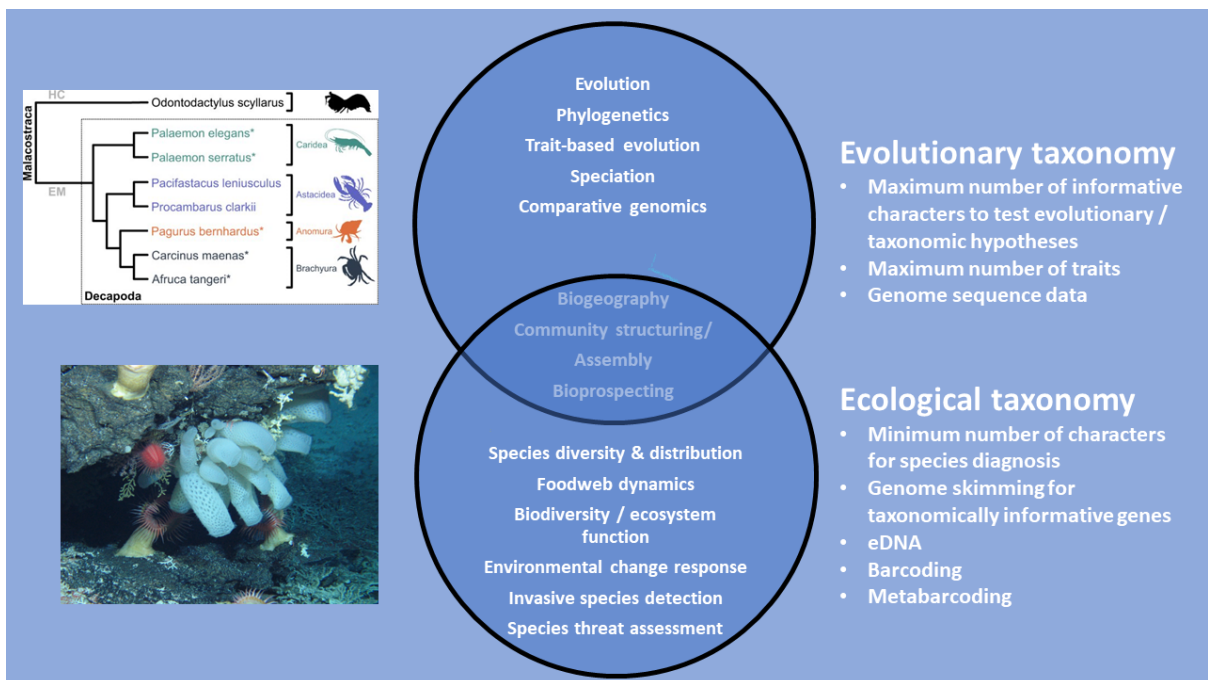 HC
Malacostraca
EM
Odontodactylus scyllarus
Palaemon elegans*
Palaemon serratus*
Caridea
Pacifastacus leniusculus
Procambarus clarkii
Astacidea
Pagurus bernhardus*
Anomura
Carcinus maenas*
Afruca tangeri*
Brachyura
Decapoda
Evolution
Phylogenetics
Trait-based evolution
Speciation
Comparative genomics
Biogeography
Community structuring/
Assembly
Bioprospecting
Species diversity & distribution
Foodweb dynamics
Biodiversity / ecosystem
function
Environmental change response
Invasive species detection
Species threat assessment
Evolutionary taxonomy
• Maximum number of informative
characters to test evolutionary /
taxonomic hypotheses
• Maximum number of traits
• Genome sequence data
Ecological taxonomy
• Minimum number of characters
for species diagnosis
• Genome skimming for
taxonomically informative genes
• eDNA
• Barcoding
• Metabarcoding